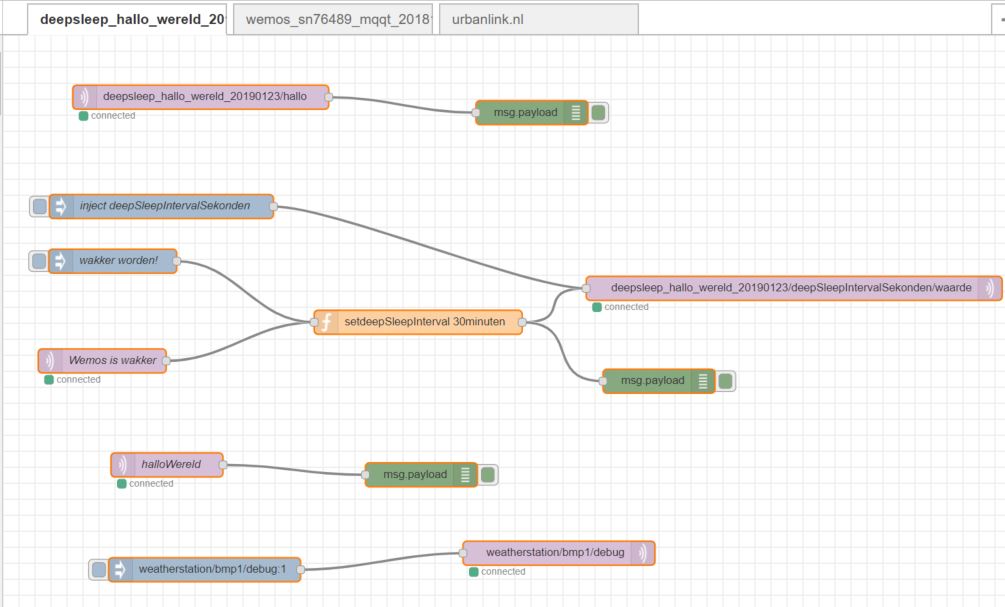 deepsleep_hallo_wereld_20 wemos_sn76489_mqqt_2018 urbanlink.nl
deepsleep_hallo_wereld_20190123/hallo
connected
msg.payload
inject deepSleepIntervalSekonden
wakker worden!
deepsleep_hallo_wereld_20190123/deepSleepIntervalSekonden/waarde
connected
setdeepSleepInterval 30minuten
Wemos is wakker
connected
msg.payload
halloWereld
connected
msg.payload
weatherstation/bmp1/debug
connected
weatherstation/bmp1/debug:1